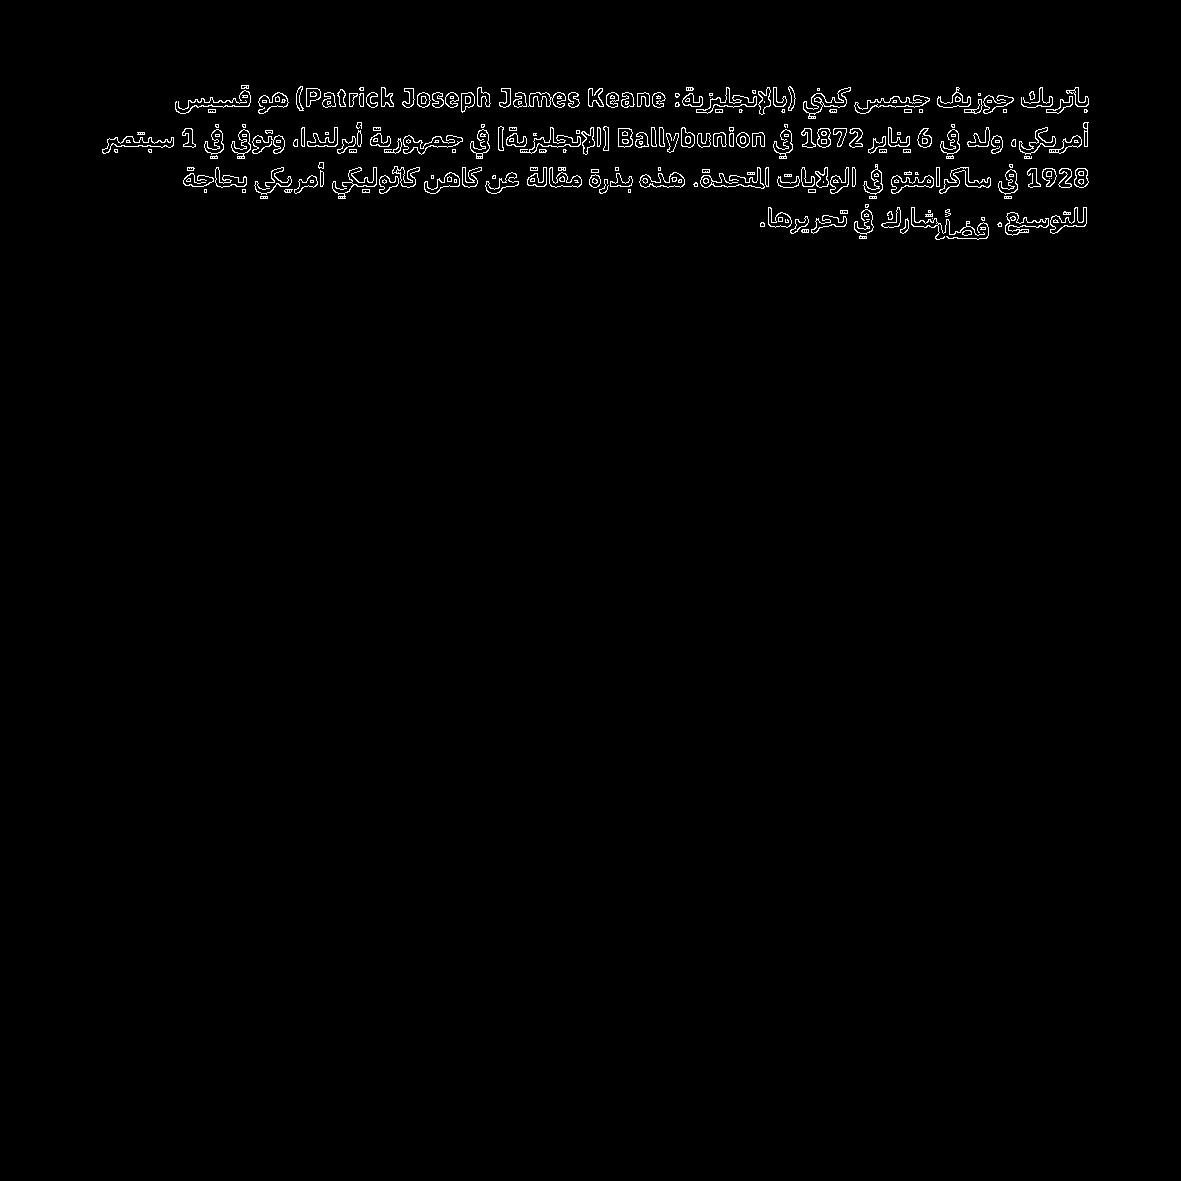 باتريك جوزيف جيمس كيني (بالإنجليزية: Patrick Joseph James Keane) هو قسيس
أمريكي، ولد في 6 يناير 1872 في Ballybunion [الإنجليزية] في جمهورية أيرلندا، وتوفي في 1 سبتمبر
1928 في ساكرامنتو في الولايات المتحدة. هذه بذرة مقالة عن كاهن كاثوليكي أمريكي بحاجة
للتوسيع. فضلًا شارك في تحريرها.